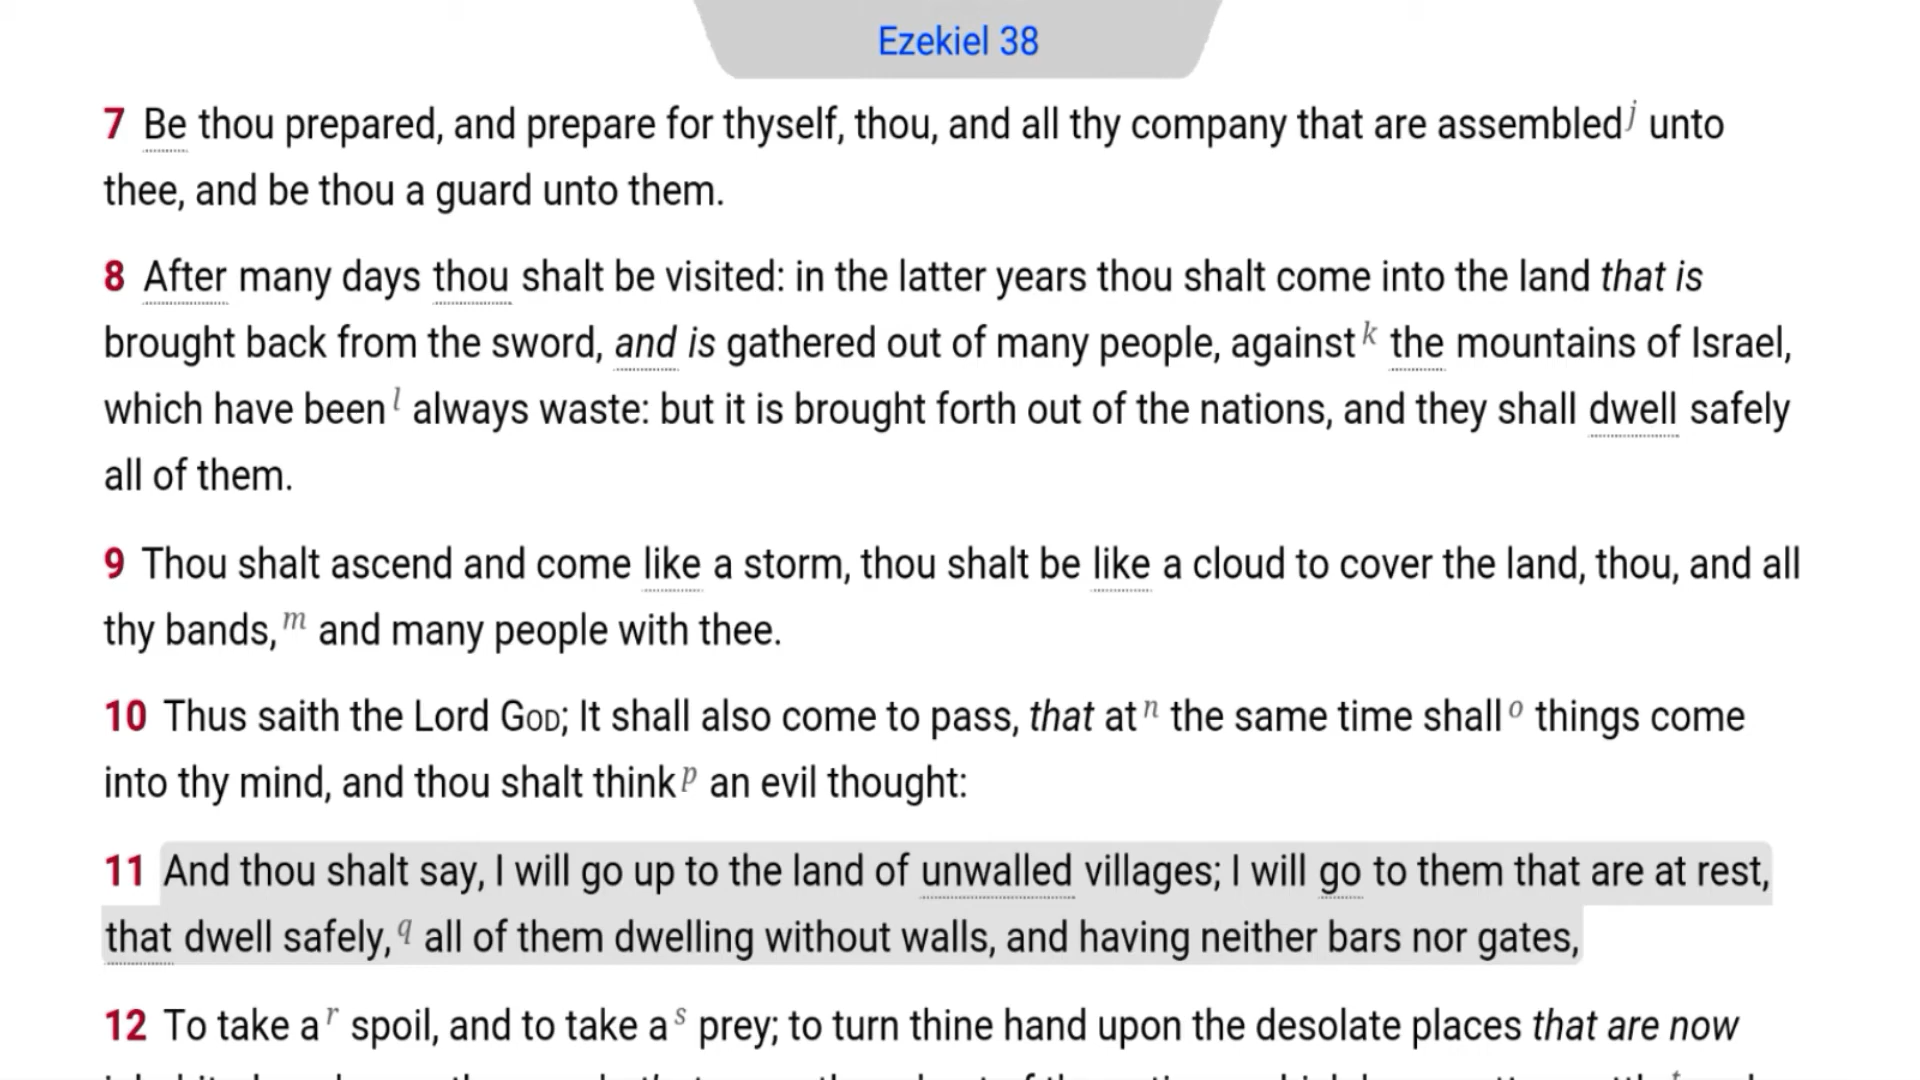 Ezekiel 38
7 Be thou prepared, and prepare for thyself, thou, and all thy company that are assembled j unto
thee, and be thou a guard unto them.
8 After many days thou shalt be visited: in the latter years thou shalt come into the land that is
brought back from the sword, and is gathered out of many people, against k the mountains of Israel,
which have been l always waste: but it is brought forth out of the nations, and they shall dwell safely
all of them.
9 Thou shalt ascend and come like a storm, thou shalt be like a cloud to cover the land, thou, and all
thy bands, m and many people with thee.
10 Thus saith the Lord GOD; It shall also come to pass, that at n the same time shall o things come
into thy mind, and thou shalt think p an evil thought:
11 And thou shalt say, I will go up to the land of unwalled villages; I will go to them that are at rest,
that dwell safely, q all of them dwelling without walls, and having neither bars nor gates,
12 To take a r spoil, and to take a s prey; to turn thine hand upon the desolate places that are now